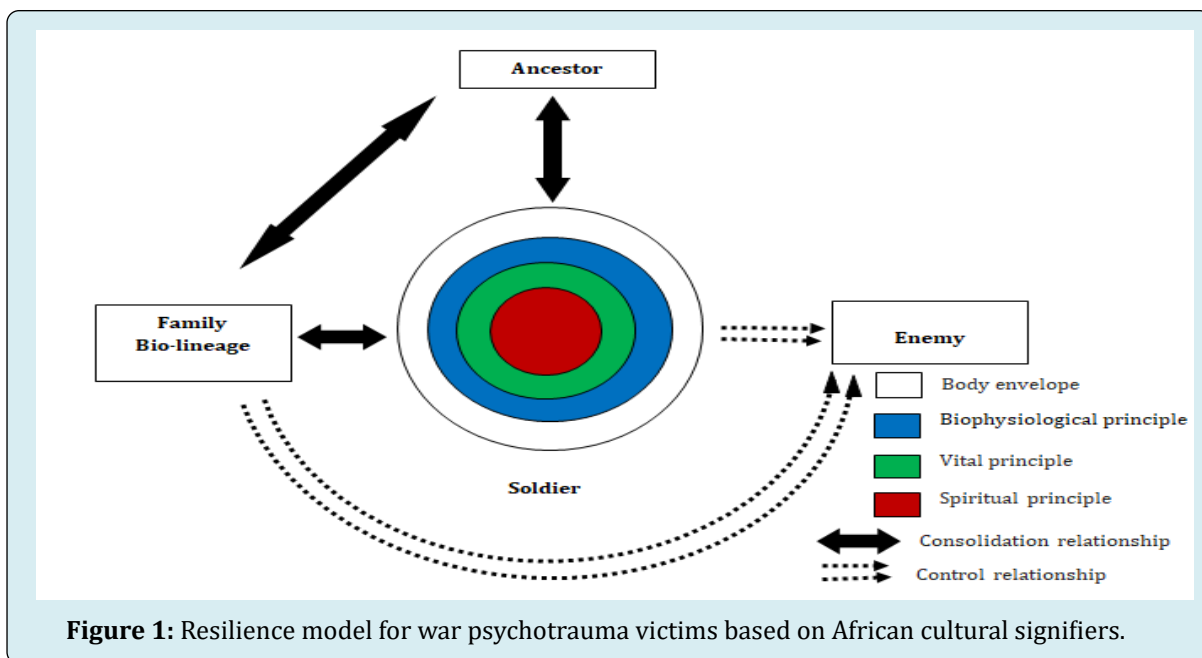 Ancestor
Family
Bio-lineage
Enemy
Soldier
Body envelope
Biophysiological principle
Vital principle
Spiritual principle
Consolidation relationship
Control relationship
Figure 1: Resilience model for war psychotrauma victims based on African cultural signifiers.